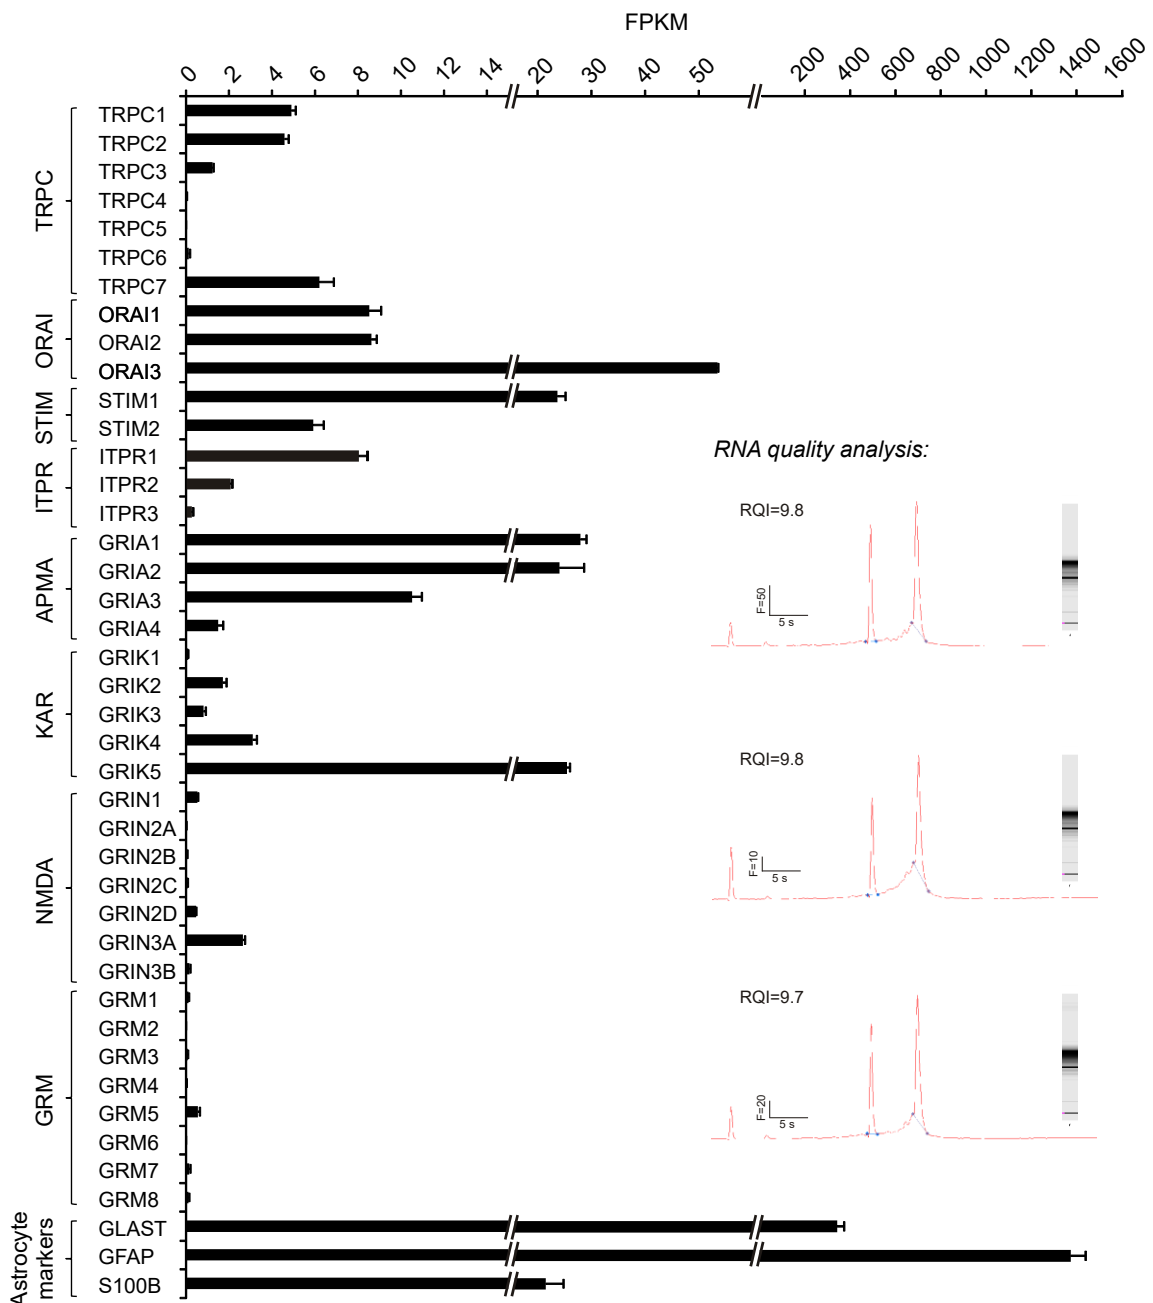 FPKM
0 2 4 6 8 10 12 14 20 30 40 50 200 400 600 800 1000 1200 1400 1600
TRPC
TRPC1
TRPC2
TRPC3
TRPC4
TRPC5
TRPC6
TRPC7
ORAI
ORAI1
ORAI2
ORAI3
STIM
STIM1
STIM2
ITPR
ITPR1
ITPR2
ITPR3
APMA
GRIA1
GRIA2
GRIA3
GRIA4
KAR
GRIK1
GRIK2
GRIK3
GRIK4
GRIK5
NMDA
GRIN1
GRIN2A
GRIN2B
GRIN2C
GRIN2D
GRIN3A
GRIN3B
GRM
GRM1
GRM2
GRM3
GRM4
GRM5
GRM6
GRM7
GRM8
Astrocyte
markers
GLAST
GFAP
S100B
RNA quality analysis:
RQI=9.8
F=50
5 s
RQI=9.8
F=10
5 s
RQI=9.7
F=20
5 s